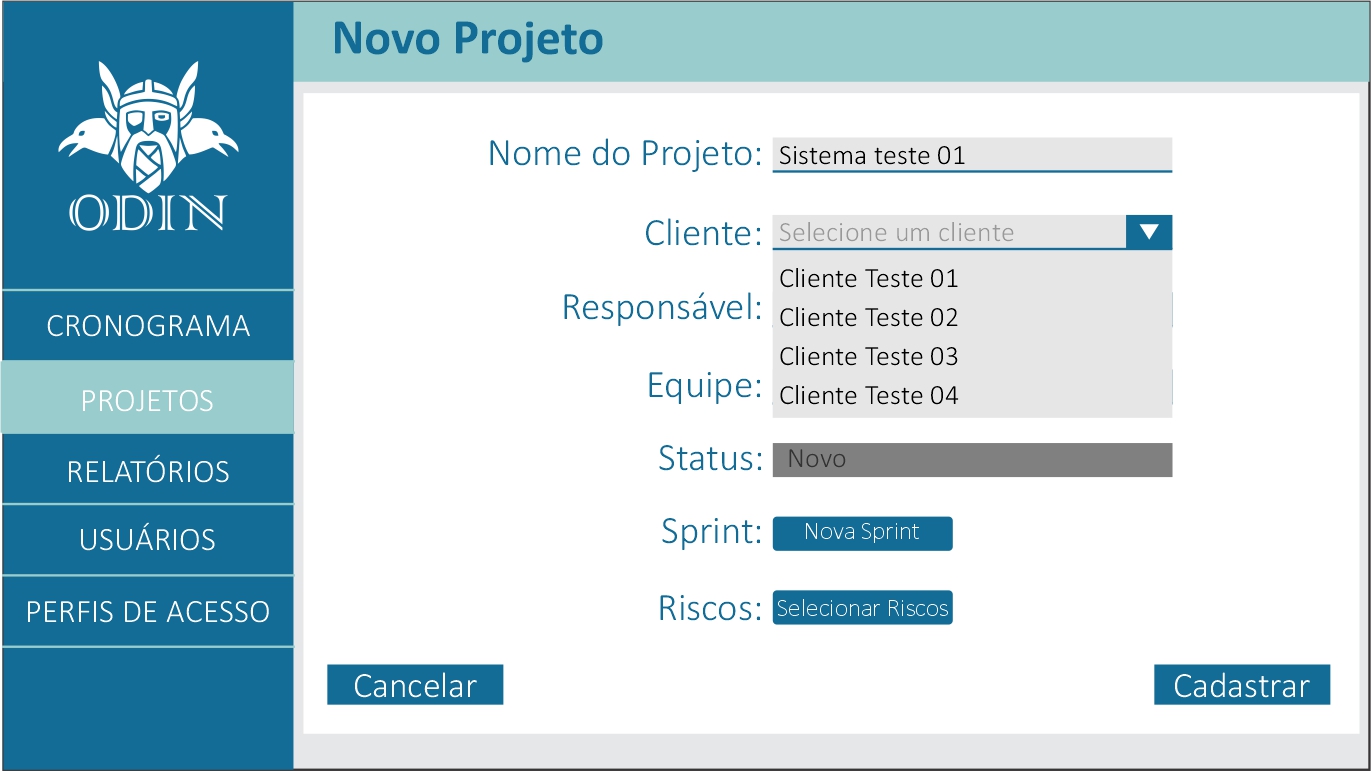 Novo Projeto
ODIN
CRONOGRAMA
PROJETOS
RELATÓRIOS
USUÁRIOS
PERFIS DE ACESSO
Nome do Projeto: Sistema teste 01
Cliente: Selecione um cliente
Cliente Teste 01
Cliente Teste 02
Cliente Teste 03
Cliente Teste 04
Responsável:
Equipe:
Status: Novo
Sprint: Nova Sprint
Riscos: Selecionar Riscos
Cancelar
Cadastrar